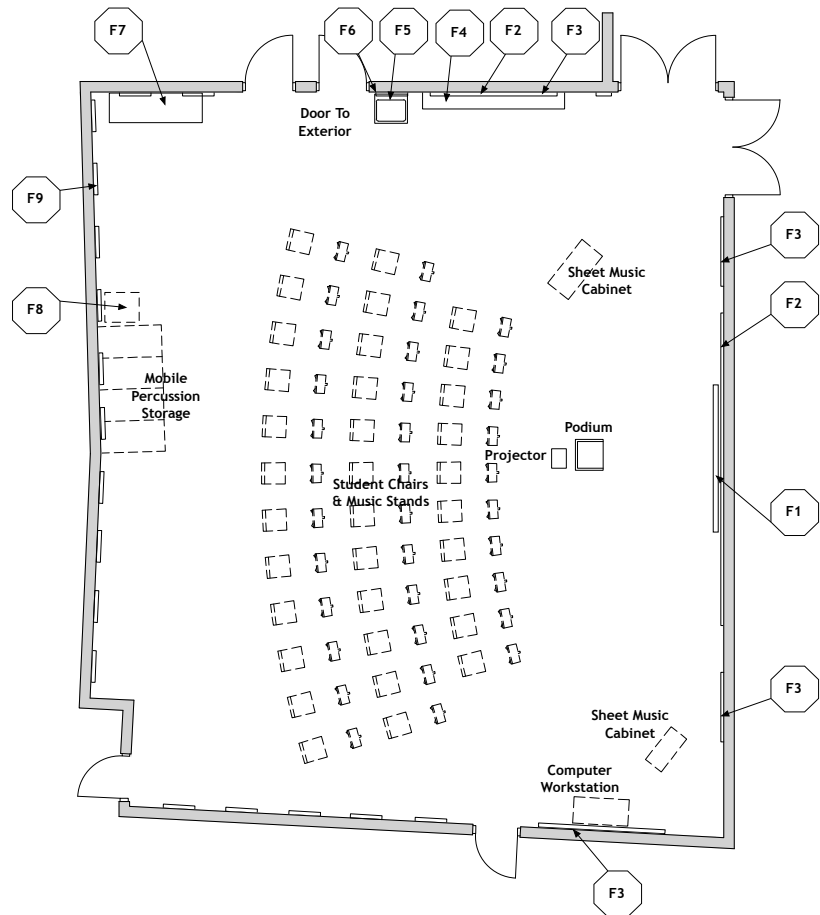 F7
F6
F5
F4
F2
F3
Door To
Exterior
F9
F3
Sheet Music
Cabinet
F8
F2
Mobile
Percussion
Storage
Podium
Projector
Student Chairs
& Music Stands
F1
F3
Sheet Music
Cabinet
Computer
Workstation
F3